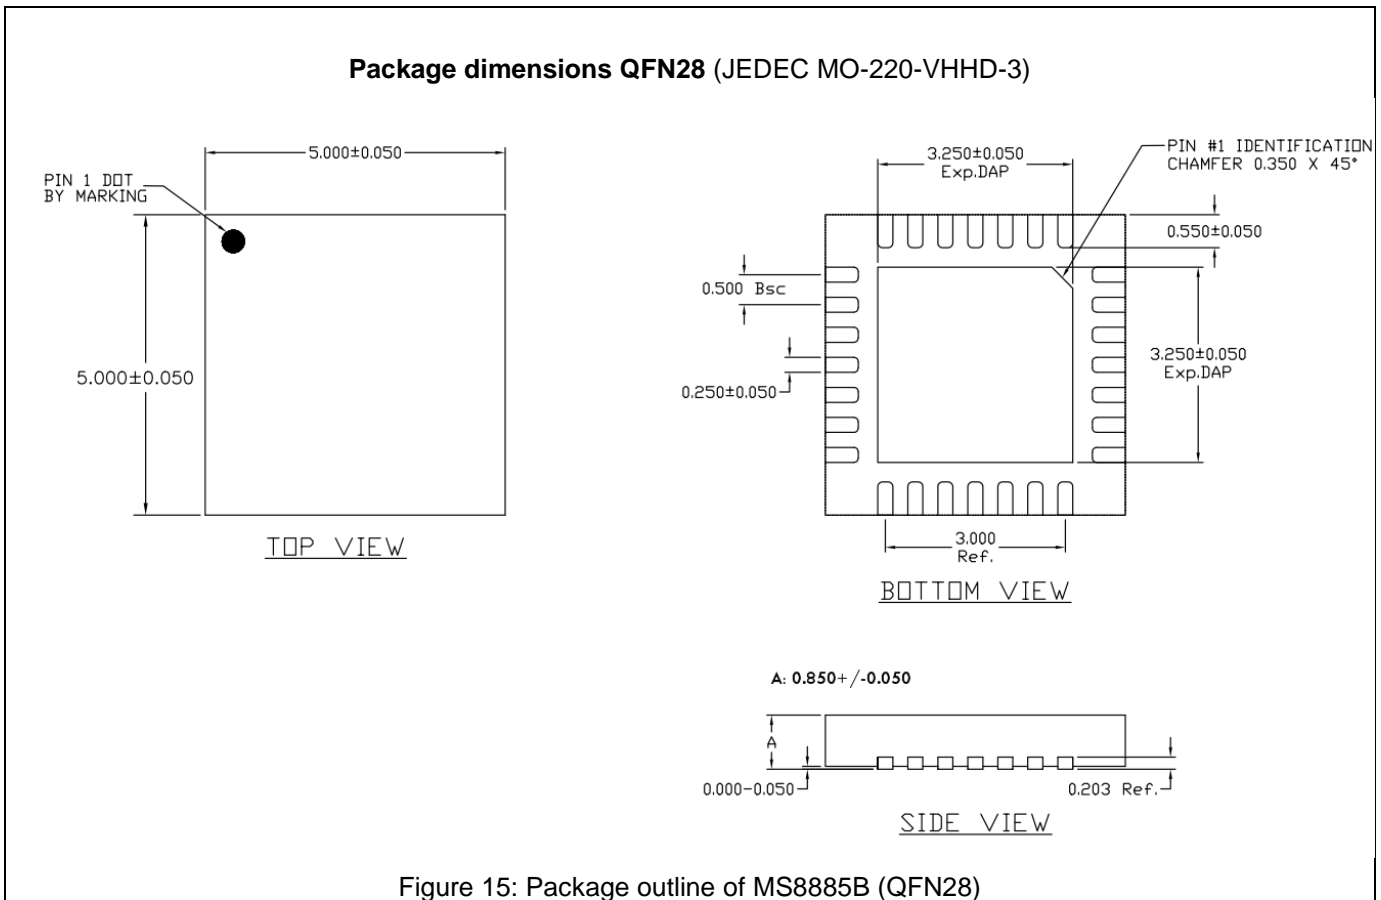 Package dimensions QFN28 (JEDEC MO-220-VHHD-3)
5.000±0.050
PIN 1 DOT
BY MARKING
5.000±0.050
TOP VIEW
3.250±0.050
Exp.DAP
PIN #1 IDENTIFICATION
CHAMFER 0.350 X 45°
0.550±0.050
0.500 Bsc
3.250±0.050
Exp.DAP
0.250±0.050
3.000
Ref.
BOTTOM VIEW
A: 0.850+/-0.050
A
0.000-0.050
0.203 Ref.
SIDE VIEW
Figure 15: Package outline of MS8885B (QFN28)